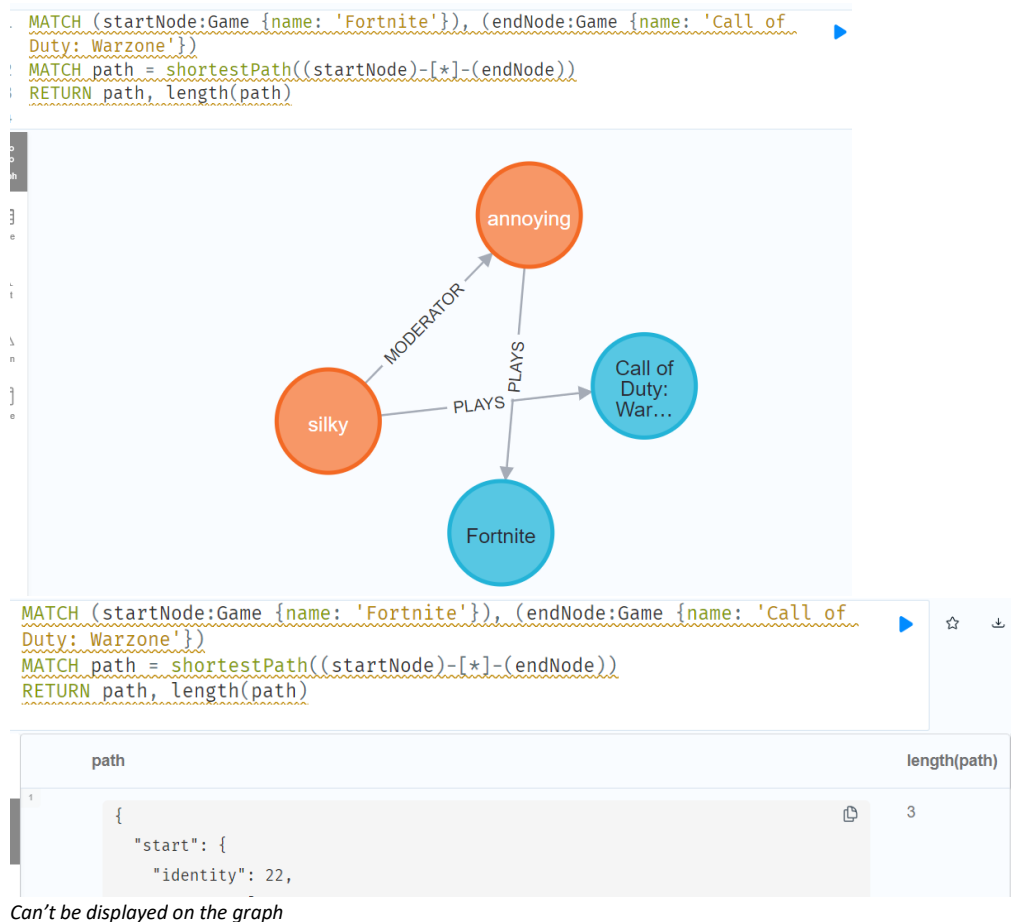 MATCH (startNode:Game {name: 'Fortnite'}), (endNode:Game {name: 'Call of
Duty: Warzone'})
MATCH path = shortestPath((startNode)-[*]-(endNode))
RETURN path, length(path)
annoying
MODERATOR
PLAYS
Call of
Duty:
War...
PLAYS
silky
Fortnite
MATCH (startNode:Game {name: 'Fortnite'}), (endNode:Game {name: 'Call of
Duty: Warzone'})
MATCH path = shortestPath((startNode)-[*]-(endNode))
RETURN path, length(path)
path length(path)
1
{
3
"start": {
"identity": 22,
Can't be displayed on the graph